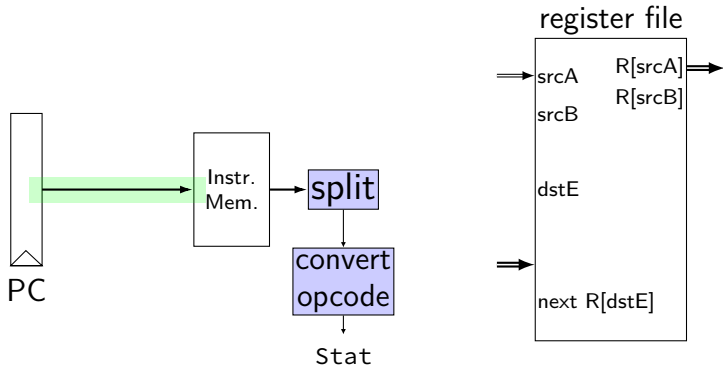 register file
srcA
R[srcA]
R[srcB]
srcB
Instr.
Mem.
split
dstE
PC
convert
opcode
next R[dstE]
Stat